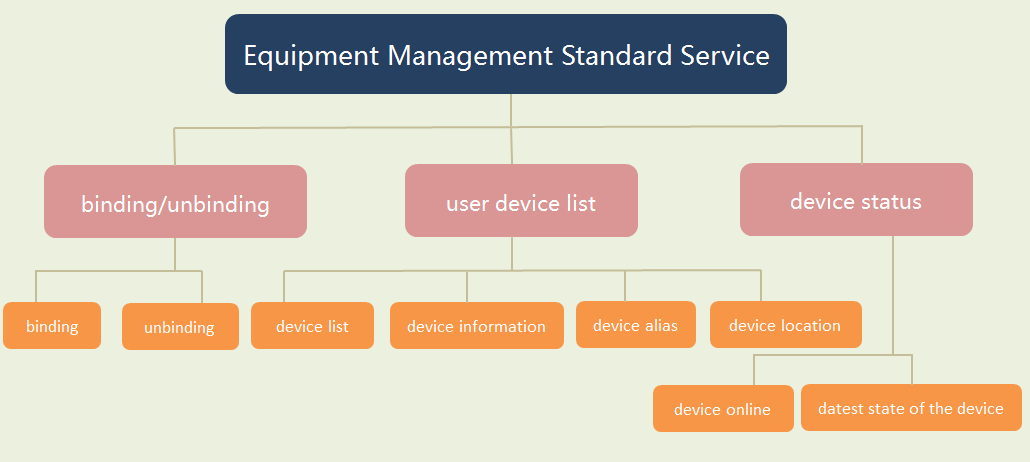 Equipment Management Standard Service
binding/unbinding
user device list
device status
binding
unbinding
device list
device information
device alias
device location
device online
datest state of the device